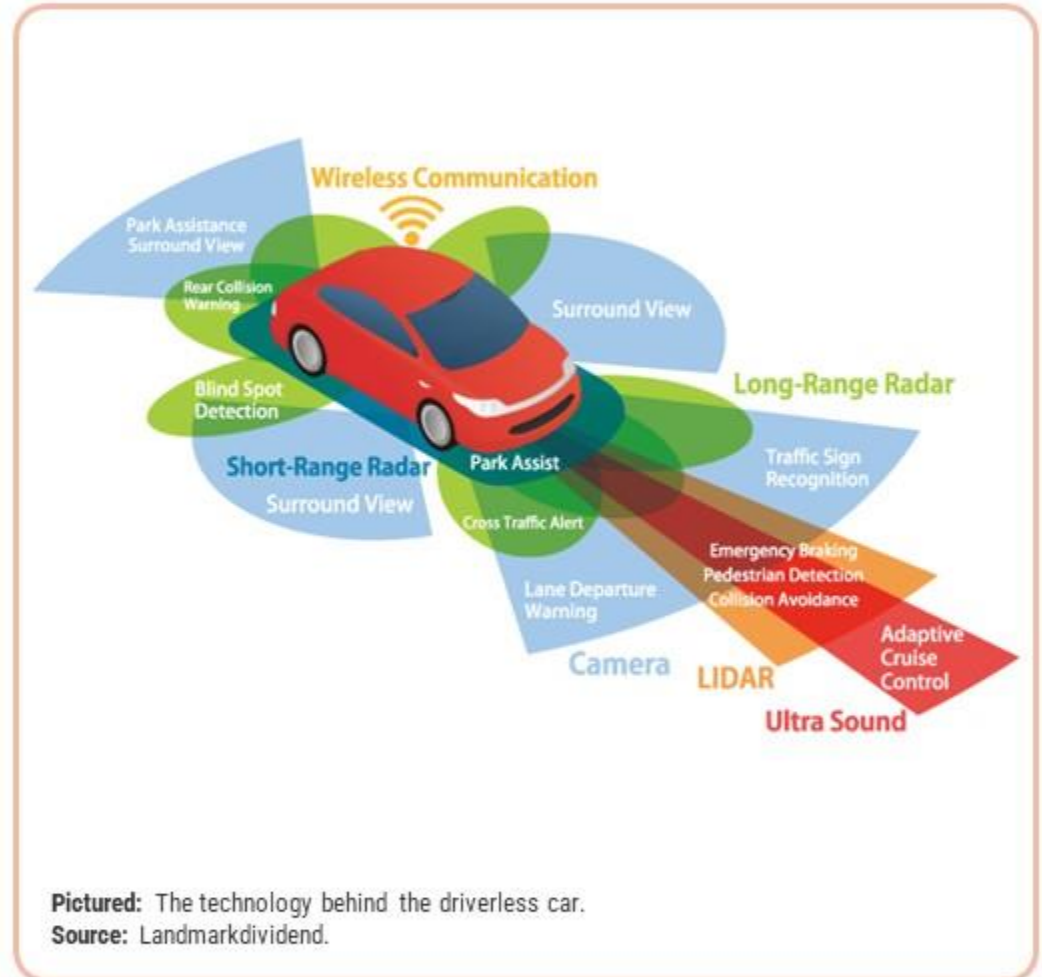 Wireless Communication
Park Assistance
Surround View
Rear Collision
Warning
Surround View
Blind Spot
Detection
Long-Range Radar
Short-Range Radar
Park Assist
Traffic Sign
Recognition
Surround View
Cross Traffic Alert
Emergency Braking
Pedestrian Detection
Collision Avoidance
Lane Departure
Warning
Adaptive
Cruise
Control
Camera
LIDAR
Ultra Sound
Pictured: The technology behind the driverless car.
Source: Landmarkdividend.